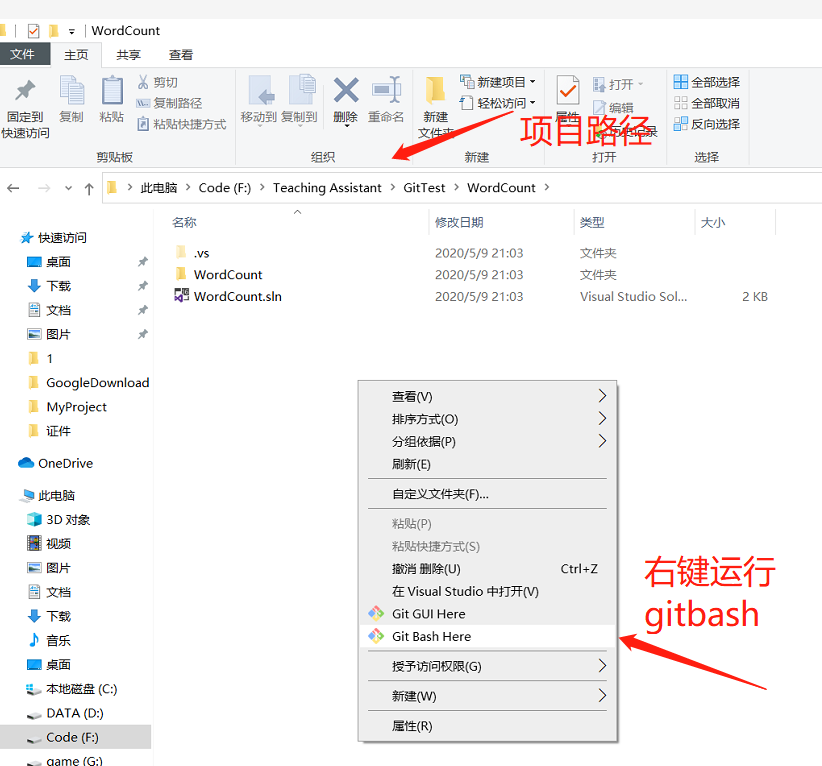 WordCount
文件 主页 共享 查看
固定到快速访问
复制
粘贴
剪切
复制路径
粘贴快捷方式
剪贴板
移动到
复制到
删除
重命名
组织
新建文件夹
新建项目
轻松访问
新建
属性
打开
编辑
历史记录
打开
全部选择
全部取消
反向选择
选择
项目路径
此电脑 > Code (F:) > Teaching Assistant > GitTest > WordCount >
名称 修改日期 类型 大小
.vs 2020/5/9 21:03 文件夹
WordCount 2020/5/9 21:03 文件夹
WordCount.sln 2020/5/9 21:03 Visual Studio Sol... 2 KB
快速访问
桌面
下载
文档
图片
1
GoogleDownload
MyProject
证件
OneDrive
此电脑
3D 对象
视频
图片
文档
下载
音乐
桌面
本地磁盘 (C:)
DATA (D:)
Code (F:)
game (G:)
查看(V)
排序方式(O)
分组依据(P)
刷新(E)
自定义文件夹(F)...
粘贴(P)
粘贴快捷方式(S)
撤消 删除(U) Ctrl+Z
在 Visual Studio 中打开(V)
Git GUI Here
Git Bash Here
授予访问权限(G)
新建(W)
属性(R)
右键运行
gitbash